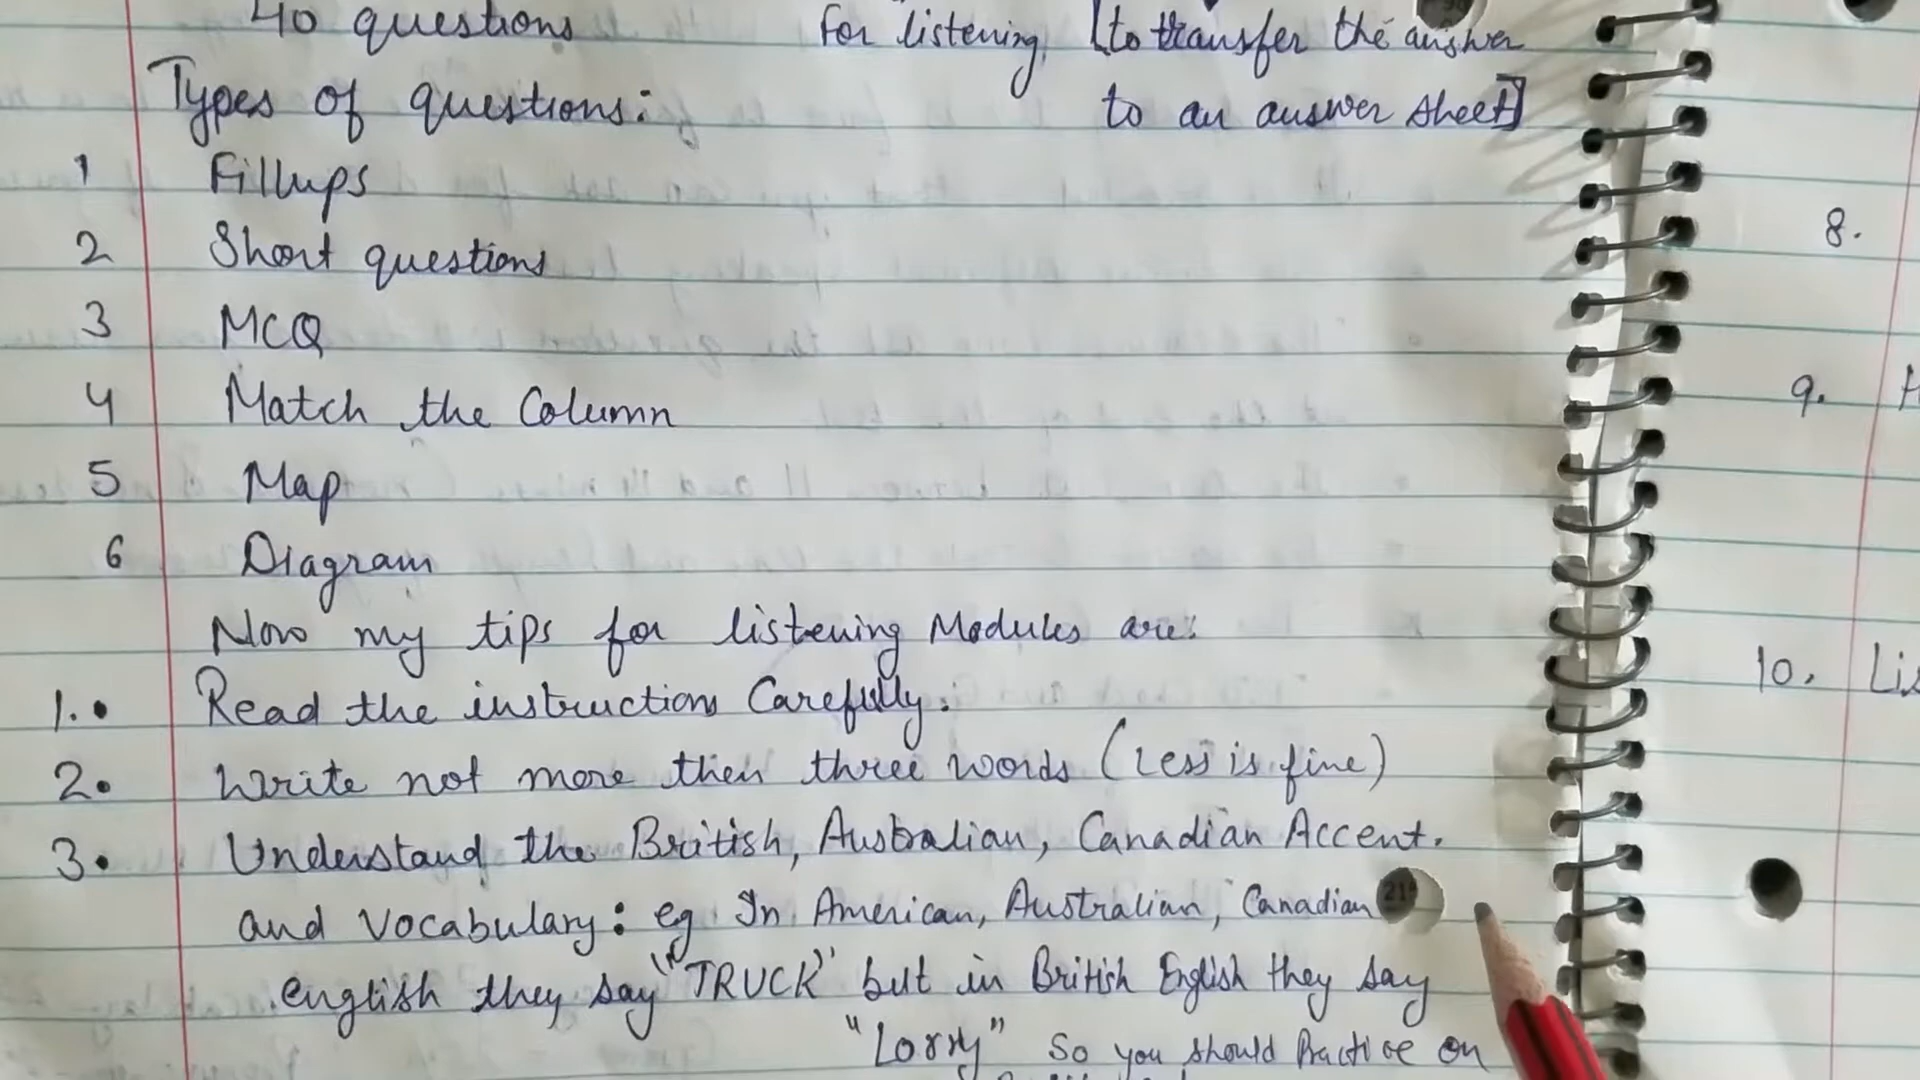 40 questions For listening [to transfer the answer
Types of questions: to an answer sheet]
1 Fillups
2 Short questions
3 MCQ
4 Match the Column
5 Map
6 Diagram
Now my tips for listening Modules are:
1. Read the instructions Carefully.
2. Write not more then three words (Less is fine)
3. Understand the British, Australian, Canadian Accent.
and Vocabulary: eg In American, Australian, Canadian
english they say "TRUCK" but in British English they say
"Lorry" So you should Practice on
8.
9.
10.